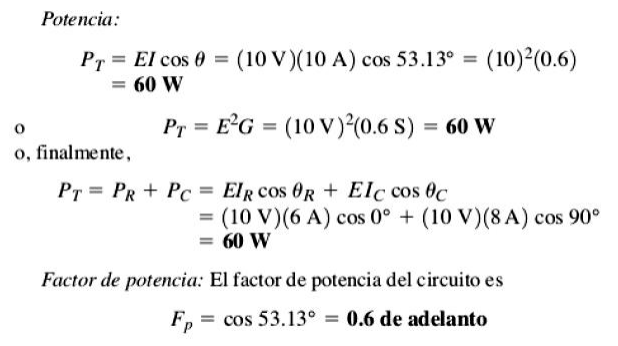 Potencia:
P_T = EI cos θ = (10 V)(10 A) cos 53.13° = (10)²(0.6)
= 60 W
o P_T = E²G = (10 V)²(0.6 S) = 60 W
o, finalmente,
P_T = P_R + P_C = EI_R cos θ_R + EI_C cos θ_C
= (10 V)(6 A) cos 0° + (10 V)(8 A) cos 90°
= 60 W
Factor de potencia: El factor de potencia del circuito es
F_p = cos 53.13° = 0.6 de adelanto